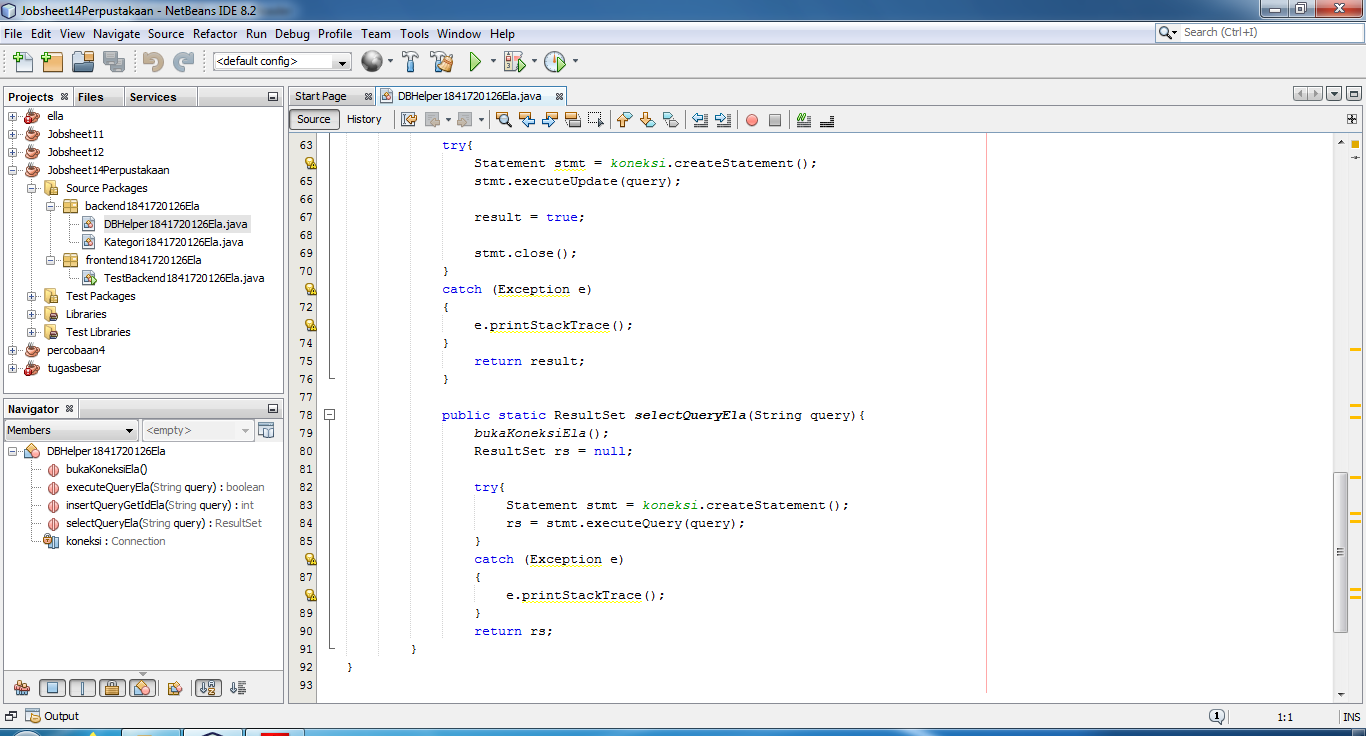 Jobsheet14Perpustakaan - NetBeans IDE 8.2
File Edit View Navigate Source Refactor Run Debug Profile Team Tools Window Help
Search (Ctrl+I)
<default config>
Projects Files Services
ella
Jobsheet11
Jobsheet12
Jobsheet14Perpustakaan
Source Packages
backend1841720126Ela
DBHelper1841720126Ela.java
Kategori1841720126Ela.java
frontend1841720126Ela
TestBackend1841720126Ela.java
Test Packages
Libraries
Test Libraries
percobaan4
tugasbesar
Navigator
Members <empty>
DBHelper1841720126Ela
bukaKoneksiEla()
executeQueryEla(String query) : boolean
insertQueryGetIdEla(String query) : int
selectQueryEla(String query) : ResultSet
koneksi : Connection
Start Page DBHelper1841720126Ela.java
Source History
63 try{
Statement stmt = koneksi.createStatement();
65 stmt.executeUpdate(query);
66
67 result = true;
68
69 stmt.close();
70 }
catch (Exception e)
72 {
e.printStackTrace();
74 }
75 return result;
76 }
77
78 public static ResultSet selectQueryEla(String query){
79 bukaKoneksiEla();
80 ResultSet rs = null;
81
82 try{
83 Statement stmt = koneksi.createStatement();
84 rs = stmt.executeQuery(query);
85 }
catch (Exception e)
87 {
e.printStackTrace();
89 }
90 return rs;
91 }
92 }
93
Output
1
1:1 INS